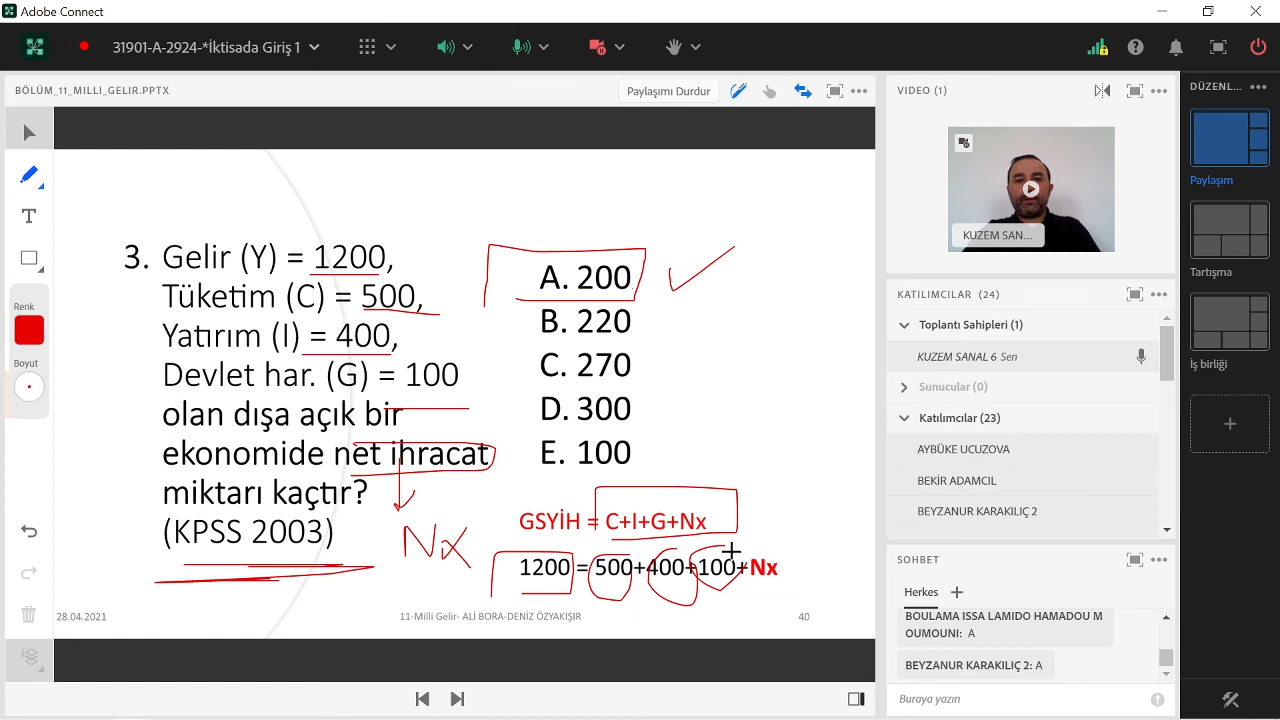 Adobe Connect
31901-A-2924-*İktisada Giriş 1
BÖLÜM_11_MILLI_GELIR.PPTX
Paylaşımı Durdur
Renk
Boyut
3. Gelir (Y) = 1200,
Tüketim (C) = 500,
Yatırım (I) = 400,
Devlet har. (G) = 100
olan dışa açık bir
ekonomide net ihracat
miktarı kaçtır?
(KPSS 2003)
A. 200
B. 220
C. 270
D. 300
E. 100
GSYİH = C+I+G+Nx
1200 = 500+400+100+Nx
Nx
28.04.2021
11-Milli Gelir- ALİ BORA-DENİZ ÖZYAKIŞIR
40
VIDEO (1)
KUZEM SAN...
KATILIMCILAR (24)
Toplantı Sahipleri (1)
KUZEM SANAL 6 Sen
Sunucular (0)
Katılımcılar (23)
AYBÜKE UCUZOVA
BEKİR ADAMCIL
BEYZANUR KARAKILIÇ 2
SOHBET
Herkes
BOULAMA ISSA LAMIDO HAMADOU M
OUMOUNI: A
BEYZANUR KARAKILIÇ 2: A
Buraya yazın
DÜZENL...
Paylaşım
Tartışma
İş birliği